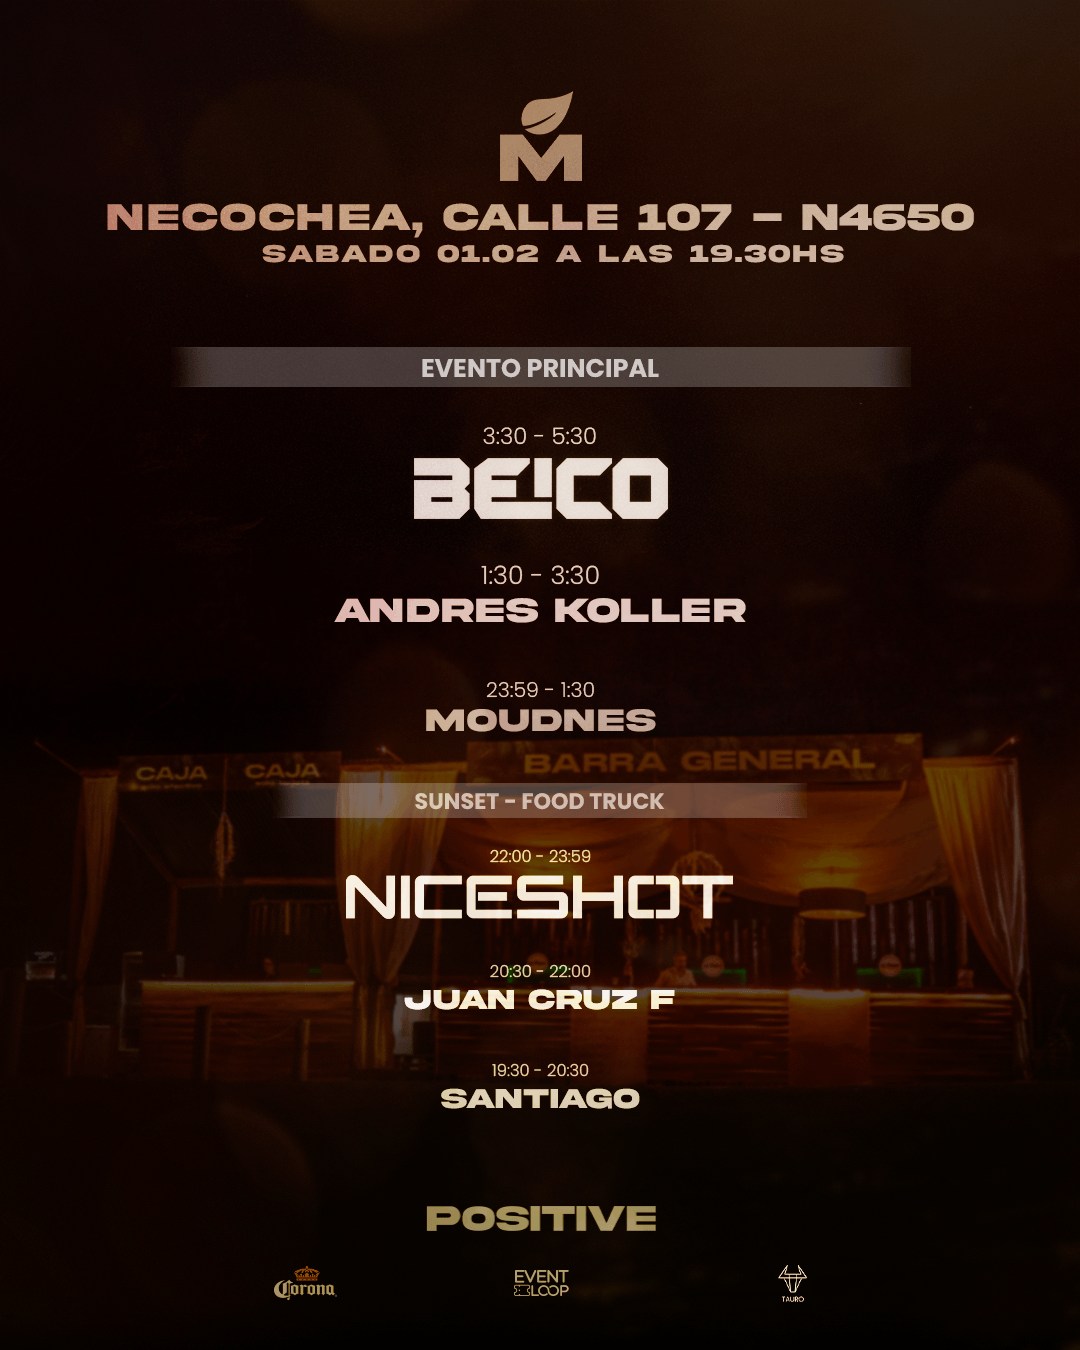 M
NECOCHEA, CALLE 107 - N4650
SABADO 01.02 A LAS 19.30HS
EVENTO PRINCIPAL
3:30 - 5:30
BEICO
1:30 - 3:30
ANDRES KOLLER
23:59 - 1:30
MOUDNES
CAJA CAJA
BARRA GENERAL
SUNSET - FOOD TRUCK
22:00 - 23:59
NICESHOT
20:30 - 22:00
JUAN CRUZ F
19:30 - 20:30
SANTIAGO
POSITIVE
Corona
EVENT
LOOP
TAURO